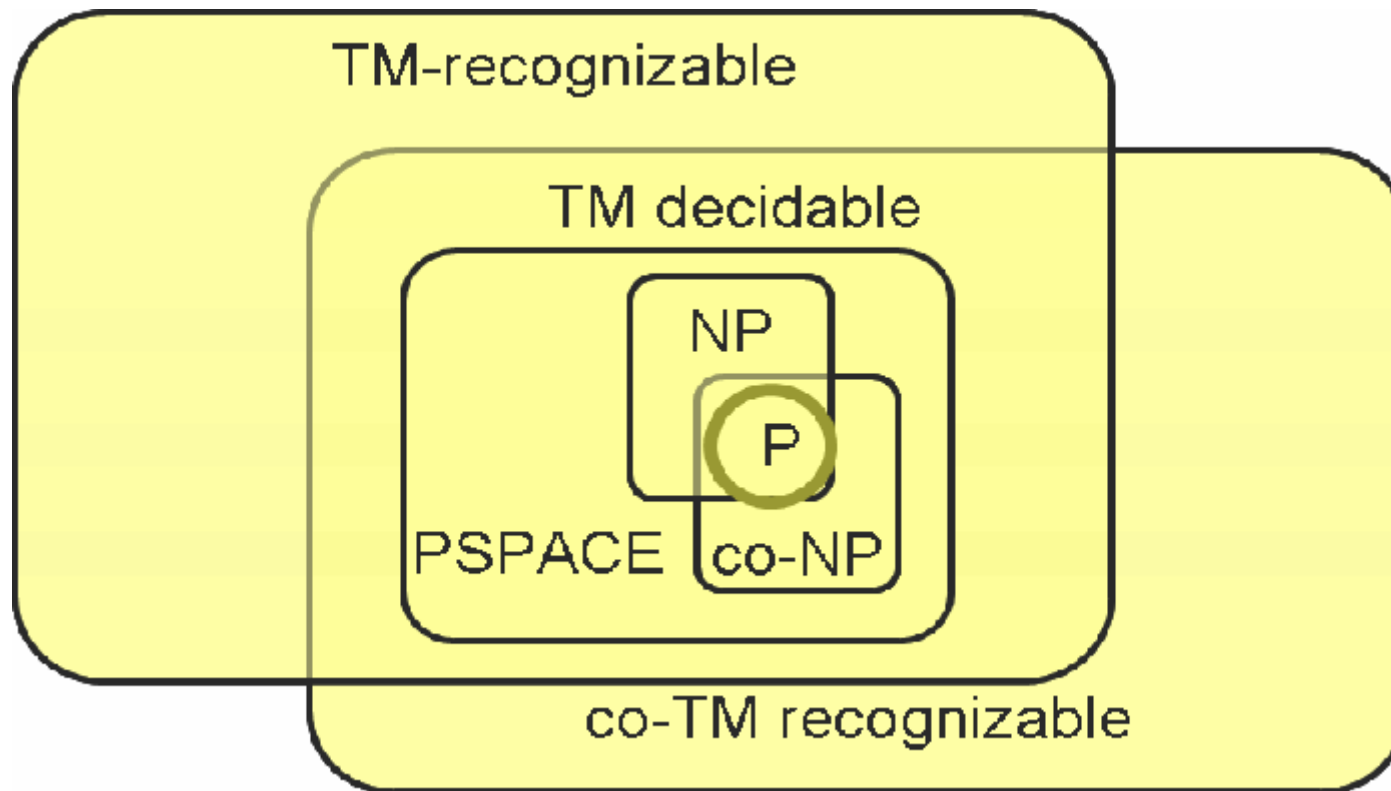 TM-recognizable
TM decidable
NP
P
PSPACE
co-NP
co-TM recognizable